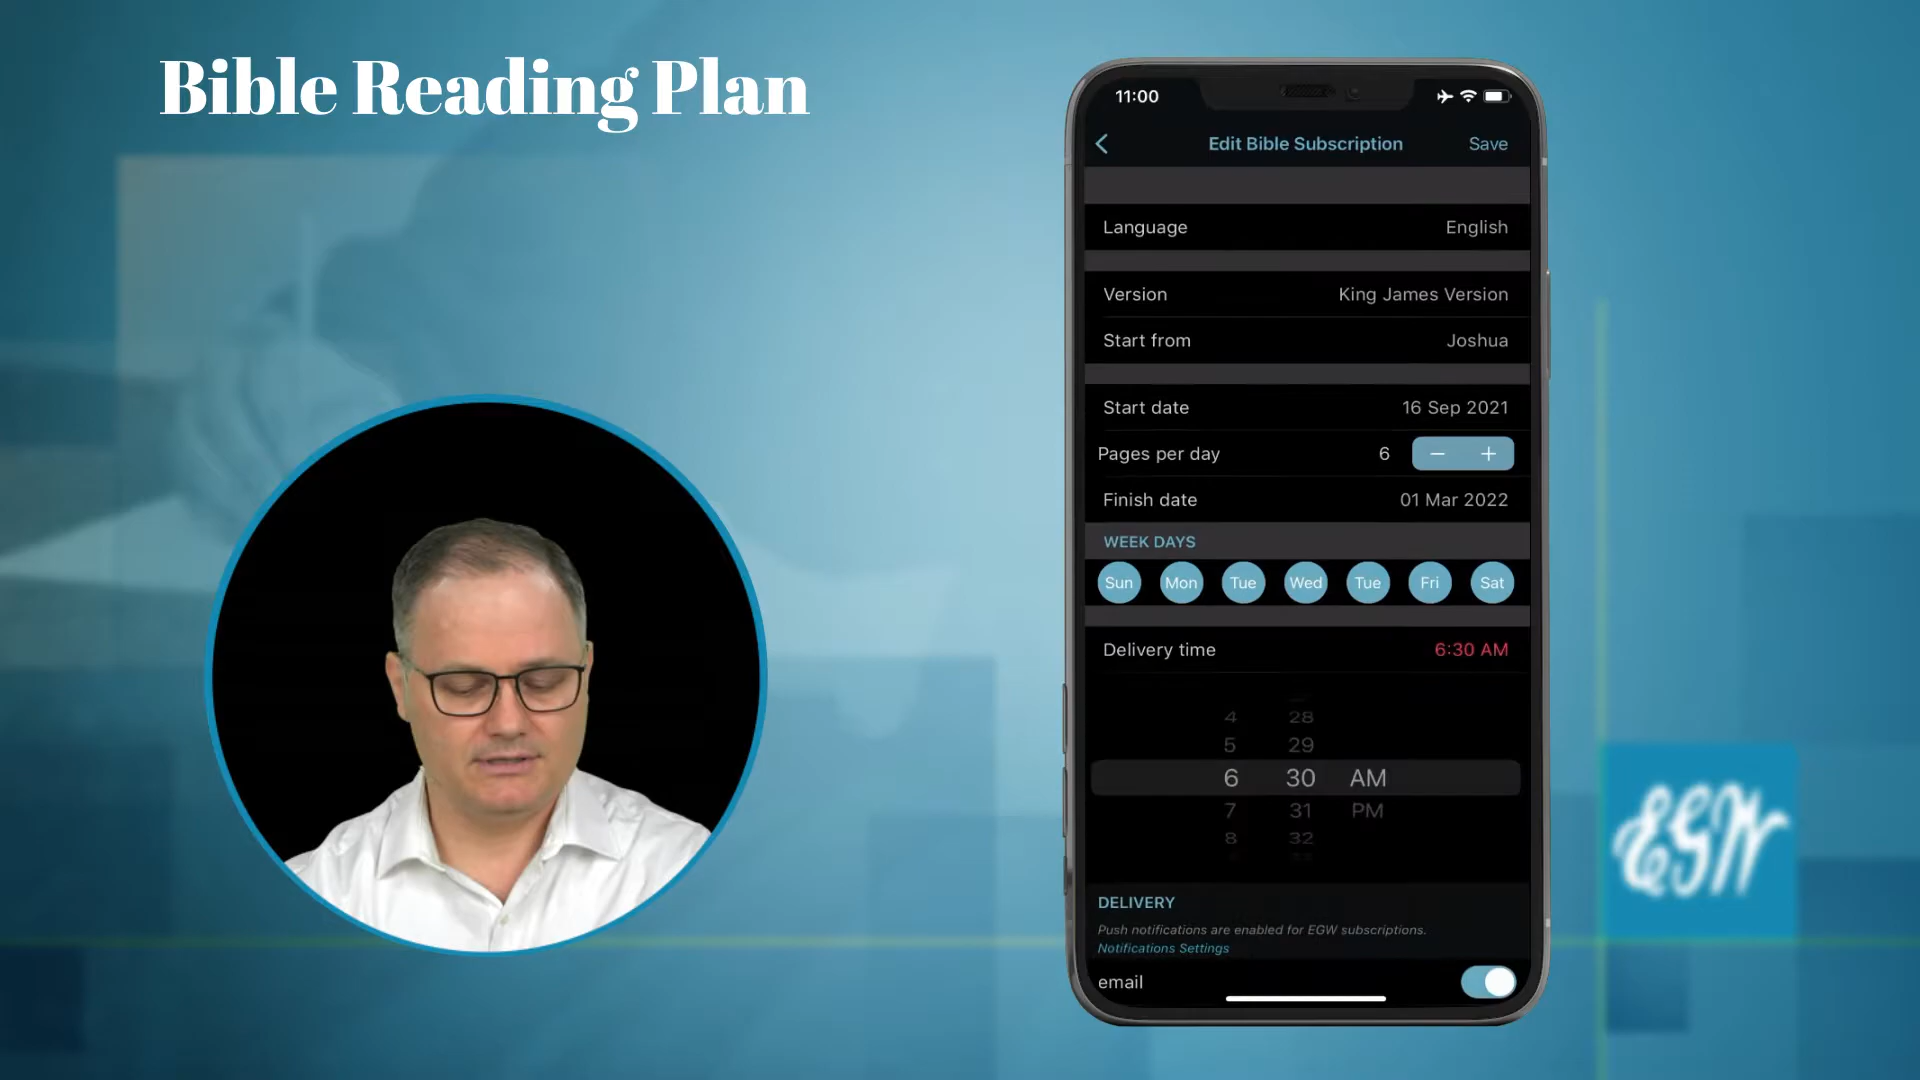 Bible Reading Plan
11:00
Edit Bible Subscription
Save
Language English
Version King James Version
Start from Joshua
Start date 16 Sep 2021
Pages per day 6 − +
Finish date 01 Mar 2022
WEEK DAYS
Sun Mon Tue Wed Tue Fri Sat
Delivery time 6:30 AM
4 28
5 29
6 30 AM
7 31 PM
8 32
DELIVERY
Push notifications are enabled for EGW subscriptions.
Notifications Settings
email
EGW